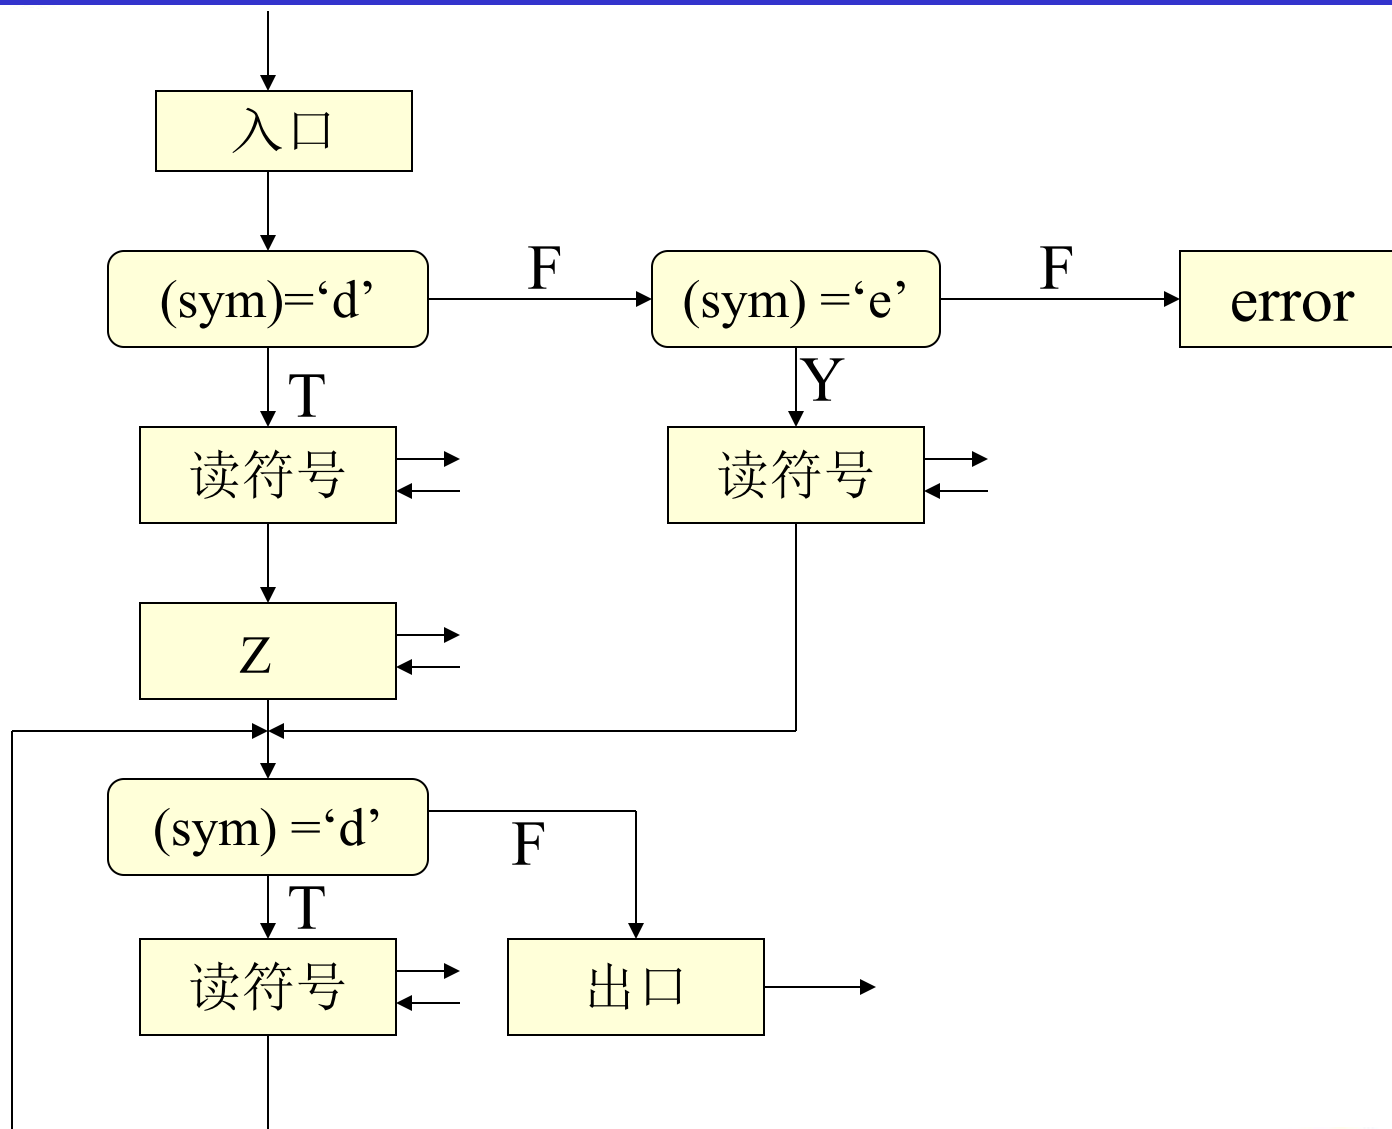 入口
(sym)=‘d’
F
(sym) =‘e’
F
error
T
Y
读符号
读符号
Z
(sym) =‘d’
F
T
读符号
出口